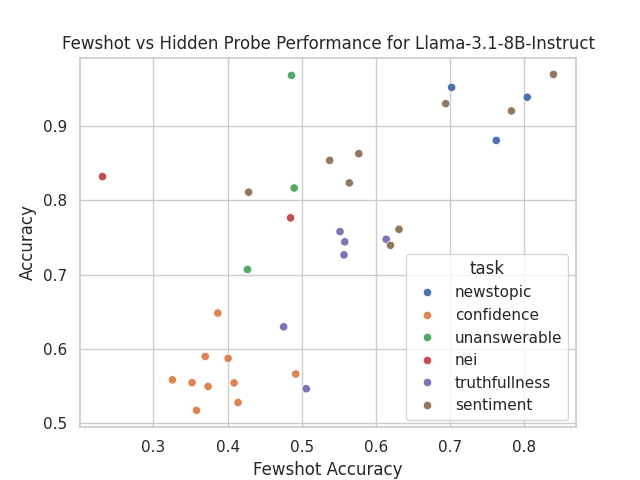 Fewshot vs Hidden Probe Performance for Llama-3.1-8B-Instruct
Accuracy
0.9
0.8
0.7
0.6
0.5
task
newstopic
confidence
unanswerable
nei
truthfullness
sentiment
0.3 0.4 0.5 0.6 0.7 0.8
Fewshot Accuracy